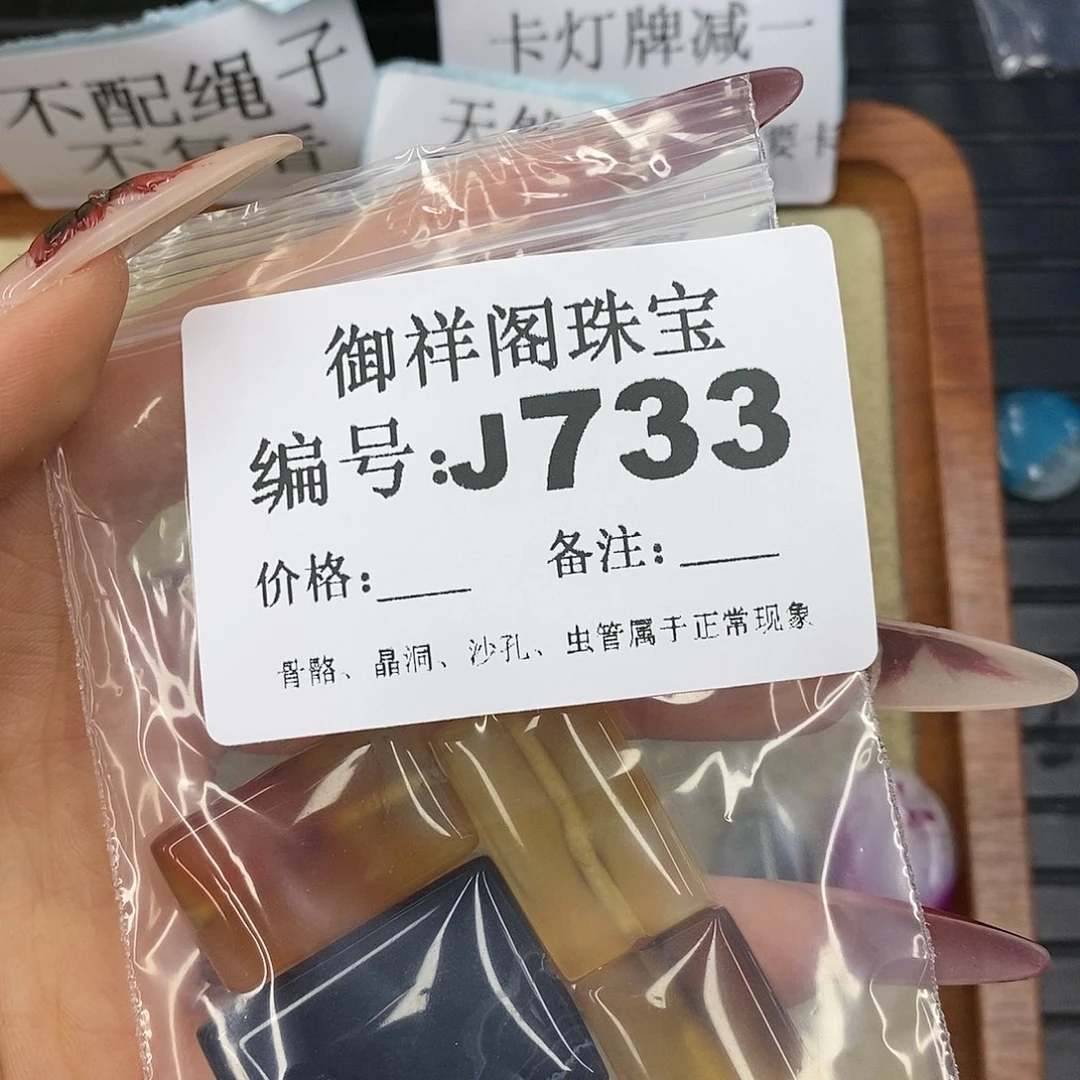 不配绳子
卡灯牌减一
御祥阁珠宝
编号:J733
价格:____ 备注:____
骨骼、晶洞、沙孔、虫管属于正常现象